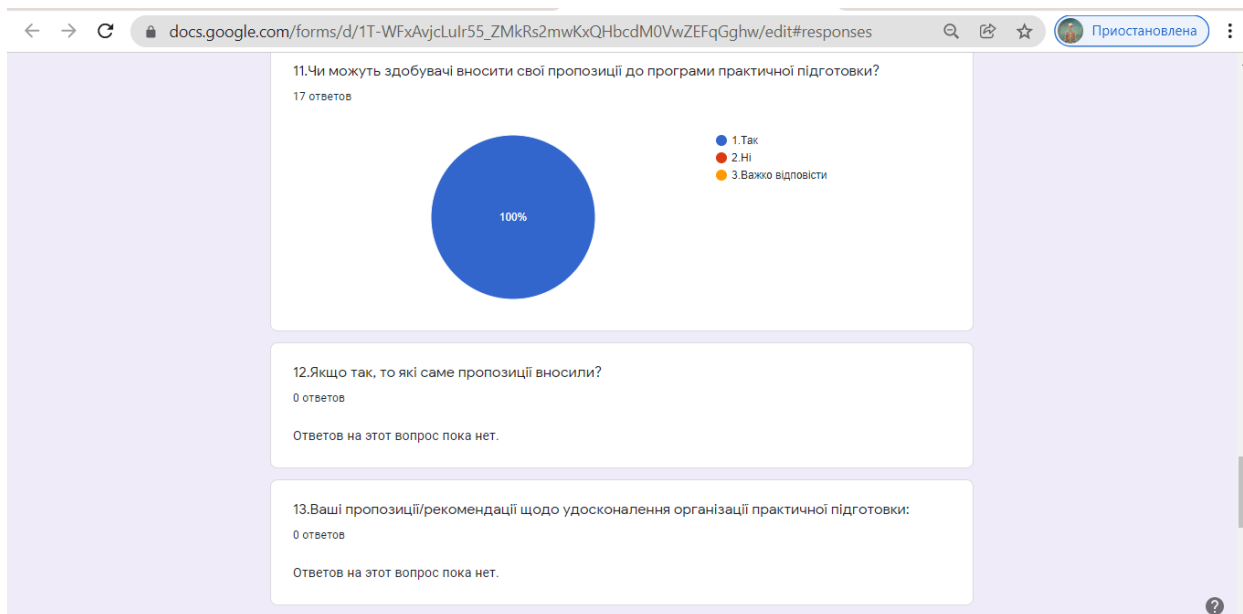 docs.google.com/forms/d/1T-WFxAvjcLuIr55_ZMkRs2mwKxQHbcdM0VwZEFqGghw/edit#responses
Приостановлена
11.Чи можуть здобувачі вносити свої пропозиції до програми практичної підготовки?
17 ответов
100%
1.Так
2.Ні
3.Важко відповісти
12.Якщо так, то які саме пропозиції вносили?
0 ответов
Ответов на этот вопрос пока нет.
13.Ваші пропозиції/рекомендації щодо удосконалення організації практичної підготовки:
0 ответов
Ответов на этот вопрос пока нет.